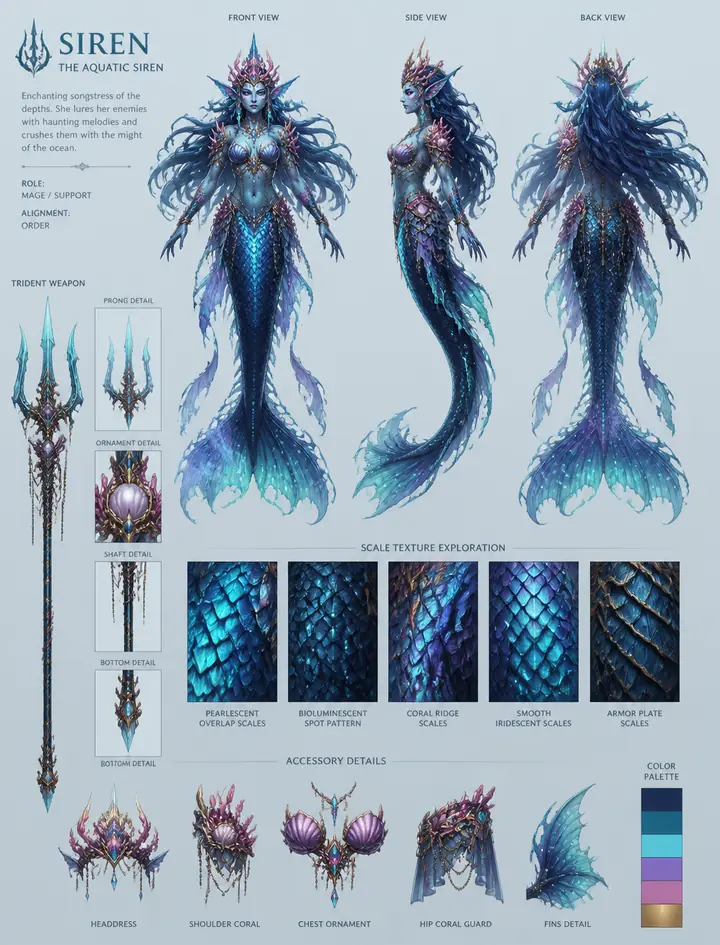 FRONT VIEW
SIDE VIEW
BACK VIEW
SIREN
THE AQUATIC SIREN
Enchanting songstress of the
depths. She lures her enemies
with haunting melodies and
crushes them with the might
of the ocean.
ROLE:
MAGE / SUPPORT
ALIGNMENT:
ORDER
TRIDENT WEAPON
PRONG DETAIL
ORNAMENT DETAIL
SHAFT DETAIL
BOTTOM DETAIL
BOTTOMI DETAIL
SCALE TEXTURE EXPLORATION
PEARLESCENT
OVERLAP SCALES
BIOLUMINESCENT
SPOT PATTERN
CORAL RIDGE
SCALES
SMOOTH
IRIDESCENT SCALES
ARMOR PLATE
SCALES
ACCESSORY DETAILS
COLOR
PALETTE
HEADDRESS
SHOULDER CORAL
CHEST ORNAMENT
HIP CORAL GUARD
FINS DETAIL